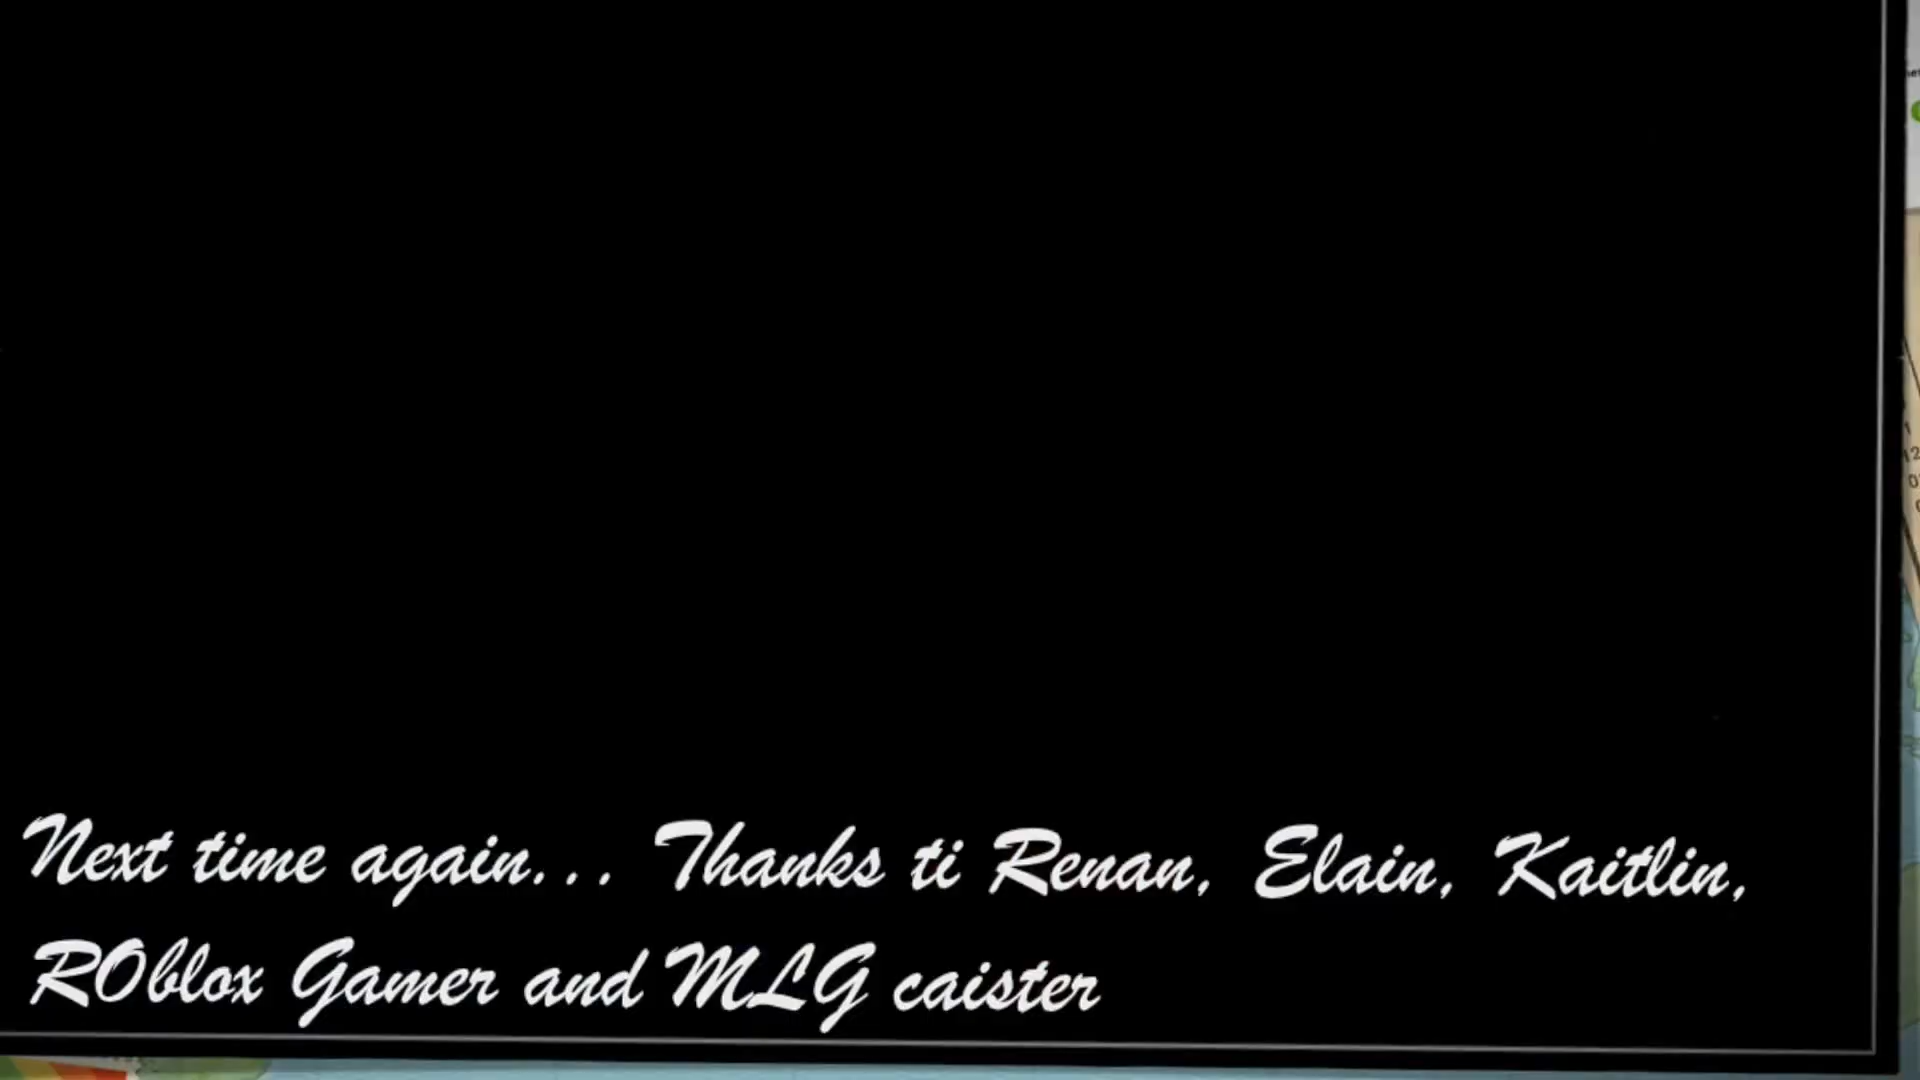 Next time again... Thanks ti Renan, Elain, Kaitlin,
ROblox Gamer and MLG caister